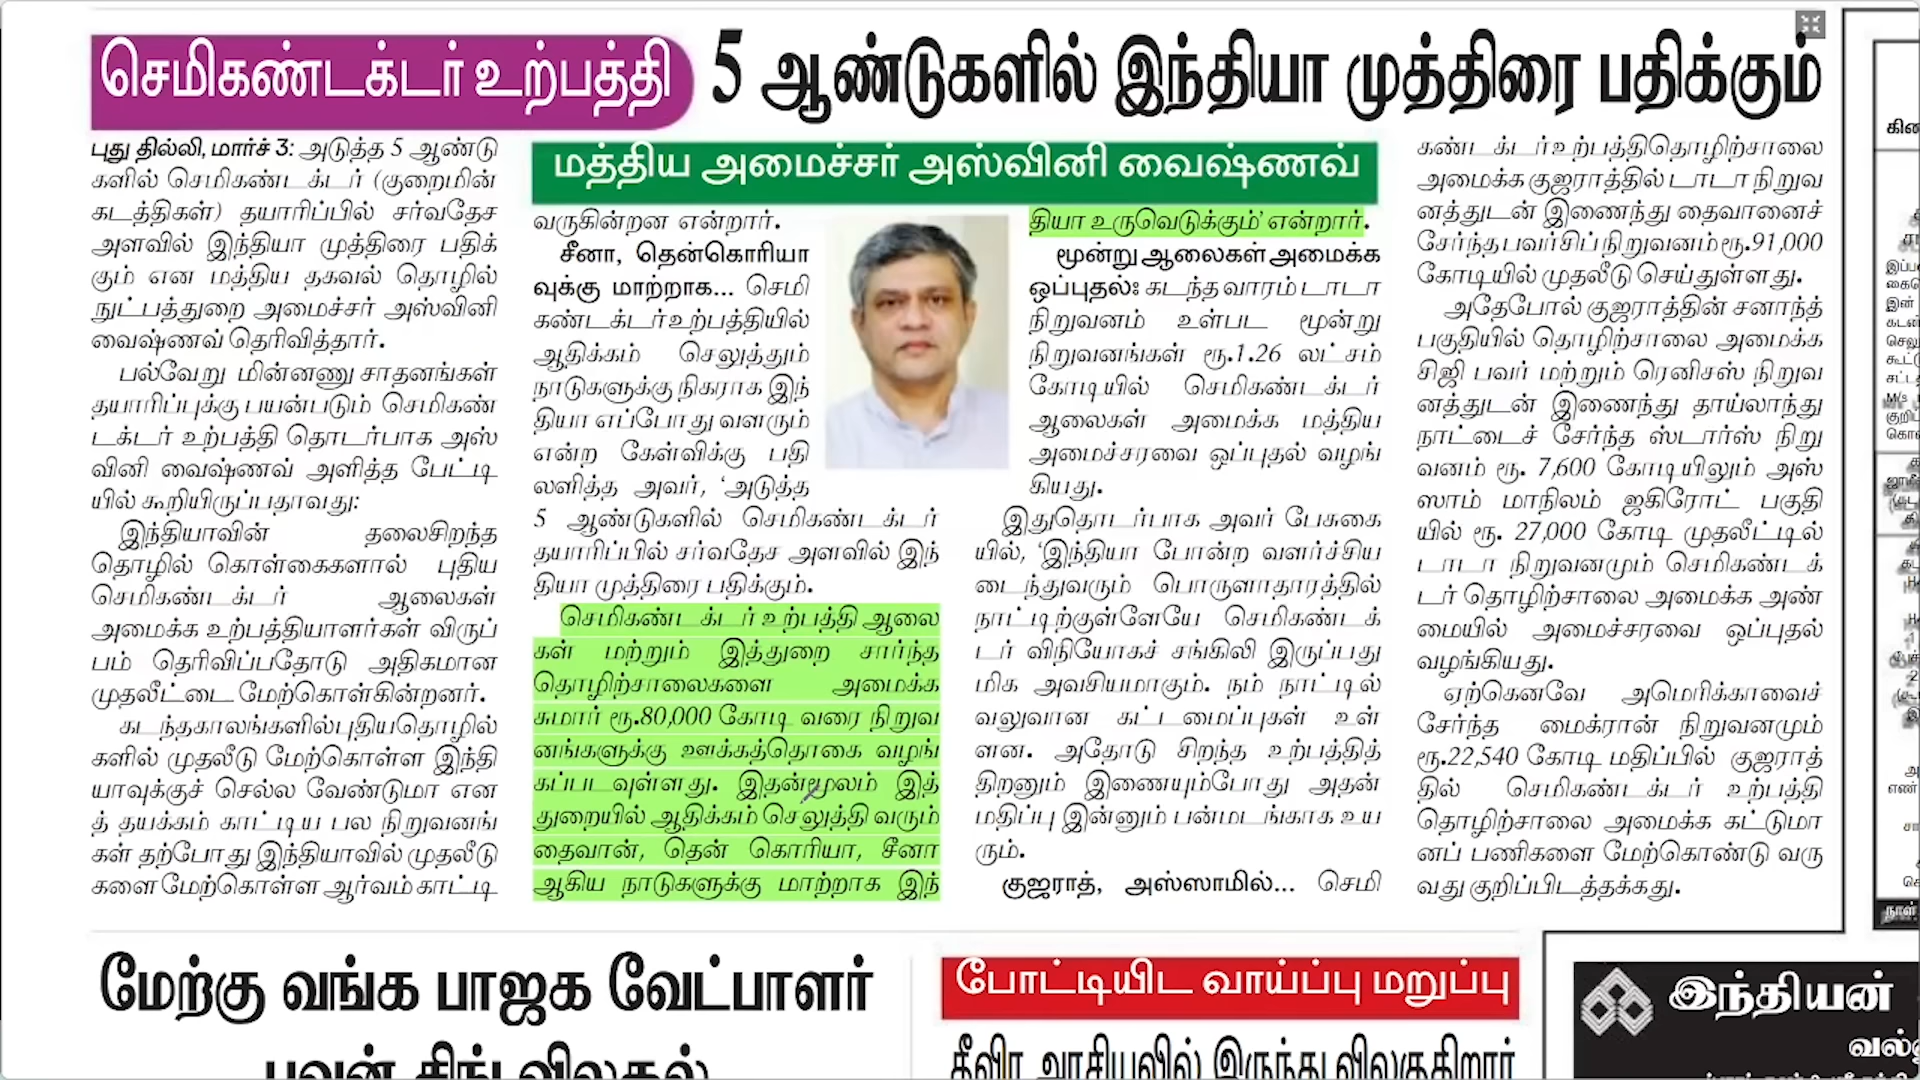 செமிகண்டக்டர் உற்பத்தி
5 ஆண்டுகளில் இந்தியா முத்திரை பதிக்கும்
மத்திய அமைச்சர் அஸ்வினி வைஷ்ணவ்
புது தில்லி, மார்ச் 3: அடுத்த 5 ஆண்டு
களில் செமிகண்டக்டர் (குறைமின்
கடத்திகள்) தயாரிப்பில் சர்வதேச
அளவில் இந்தியா முத்திரை பதிக்
கும் என மத்திய தகவல் தொழில்
நுட்பத்துறை அமைச்சர் அஸ்வினி
வைஷ்ணவ் தெரிவித்தார்.
பல்வேறு மின்னணு சாதனங்கள்
தயாரிப்புக்கு பயன்படும் செமிகண்
டக்டர் உற்பத்தி தொடர்பாக அஸ்
வினி வைஷ்ணவ் அளித்த பேட்டி
யில் கூறியிருப்பதாவது:
இந்தியாவின் தலைசிறந்த
தொழில் கொள்கைகளால் புதிய
செமிகண்டக்டர் ஆலைகள்
அமைக்க உற்பத்தியாளர்கள் விருப்
பம் தெரிவிப்பதோடு அதிகமான
முதலீட்டை மேற்கொள்கின்றனர்.
கடந்தகாலங்களில் புதிய தொழில்
களில் முதலீடு மேற்கொள்ள இந்தி
யாவுக்குச் செல்ல வேண்டுமா என
த் தயக்கம் காட்டிய பல நிறுவனங்
கள் தற்போது இந்தியாவில் முதலீடு
களை மேற்கொள்ள ஆர்வம் காட்டி
வருகின்றன என்றார்.
சீனா, தென்கொரியா
வுக்கு மாற்றாக... செமி
கண்டக்டர் உற்பத்தியில்
ஆதிக்கம் செலுத்தும்
நாடுகளுக்கு நிகராக இந்
தியா எப்போது வளரும்
என்ற கேள்விக்கு பதி
லளித்த அவர், ‘அடுத்த
5 ஆண்டுகளில் செமிகண்டக்டர்
தயாரிப்பில் சர்வதேச அளவில் இந்
தியா முத்திரை பதிக்கும்.
செமிகண்டக்டர் உற்பத்தி ஆலை
கள் மற்றும் இத்துறை சார்ந்த
தொழிற்சாலைகளை அமைக்க
சுமார் ரூ.80,000 கோடி வரை நிறுவ
னங்களுக்கு ஊக்கத்தொகை வழங்
கப்படவுள்ளது. இதன்மூலம் இத்
துறையில் ஆதிக்கம் செலுத்தி வரும்
தைவான், தென் கொரியா, சீனா
ஆகிய நாடுகளுக்கு மாற்றாக இந்
தியா உருவெடுக்கும்’ என்றார்.
மூன்று ஆலைகள் அமைக்க
ஒப்புதல்: கடந்த வாரம் டாடா
நிறுவனம் உள்பட மூன்று
நிறுவனங்கள் ரூ.1.26 லட்சம்
கோடியில் செமிகண்டக்டர்
ஆலைகள் அமைக்க மத்திய
அமைச்சரவை ஒப்புதல் வழங்
கியது.
இதுதொடர்பாக அவர் பேசுகை
யில், ‘இந்தியா போன்ற வளர்ச்சிய
டைந்துவரும் பொருளாதாரத்தில்
நாட்டிற்குள்ளேயே செமிகண்டக்
டர் விநியோகச் சங்கிலி இருப்பது
மிக அவசியமாகும். நம் நாட்டில்
வலுவான கட்டமைப்புகள் உள்
ளன. அதோடு சிறந்த உற்பத்தித்
திறனும் இணையும்போது அதன்
மதிப்பு இன்னும் பன்மடங்காக உய
ரும்.
குஜராத், அஸ்ஸாமில்... செமி
கண்டக்டர் உற்பத்தி தொழிற்சாலை
அமைக்க குஜராத்தில் டாடா நிறுவ
னத்துடன் இணைந்து தைவானைச்
சேர்ந்த பவர்சிப் நிறுவனம் ரூ.91,000
கோடியில் முதலீடு செய்துள்ளது.
அதேபோல் குஜராத்தின் சனாந்த்
பகுதியில் தொழிற்சாலை அமைக்க
சிஜி பவர் மற்றும் ரெனிசஸ் நிறுவ
னத்துடன் இணைந்து தாய்லாந்து
நாட்டைச் சேர்ந்த ஸ்டார்ஸ் நிறு
வனம் ரூ. 7,600 கோடியிலும் அஸ்
ஸாம் மாநிலம் ஜகிரோட் பகுதி
யில் ரூ. 27,000 கோடி முதலீட்டில்
டாடா நிறுவனமும் செமிகண்டக்
டர் தொழிற்சாலை அமைக்க அண்
மையில் அமைச்சரவை ஒப்புதல்
வழங்கியது.
ஏற்கெனவே அமெரிக்காவைச்
சேர்ந்த மைக்ரான் நிறுவனமும்
ரூ.22,540 கோடி மதிப்பில் குஜராத்
தில் செமிகண்டக்டர் உற்பத்தி
தொழிற்சாலை அமைக்க கட்டுமா
னப் பணிகளை மேற்கொண்டு வரு
வது குறிப்பிடத்தக்கது.
மேற்கு வங்க பாஜக வேட்பாளர்
பவன் சிங் விலகல்
போட்டியிட வாய்ப்பு மறுப்பு
தீவிர அரசியலில் இருந்து விலகுகிறார்
இந்தியன்